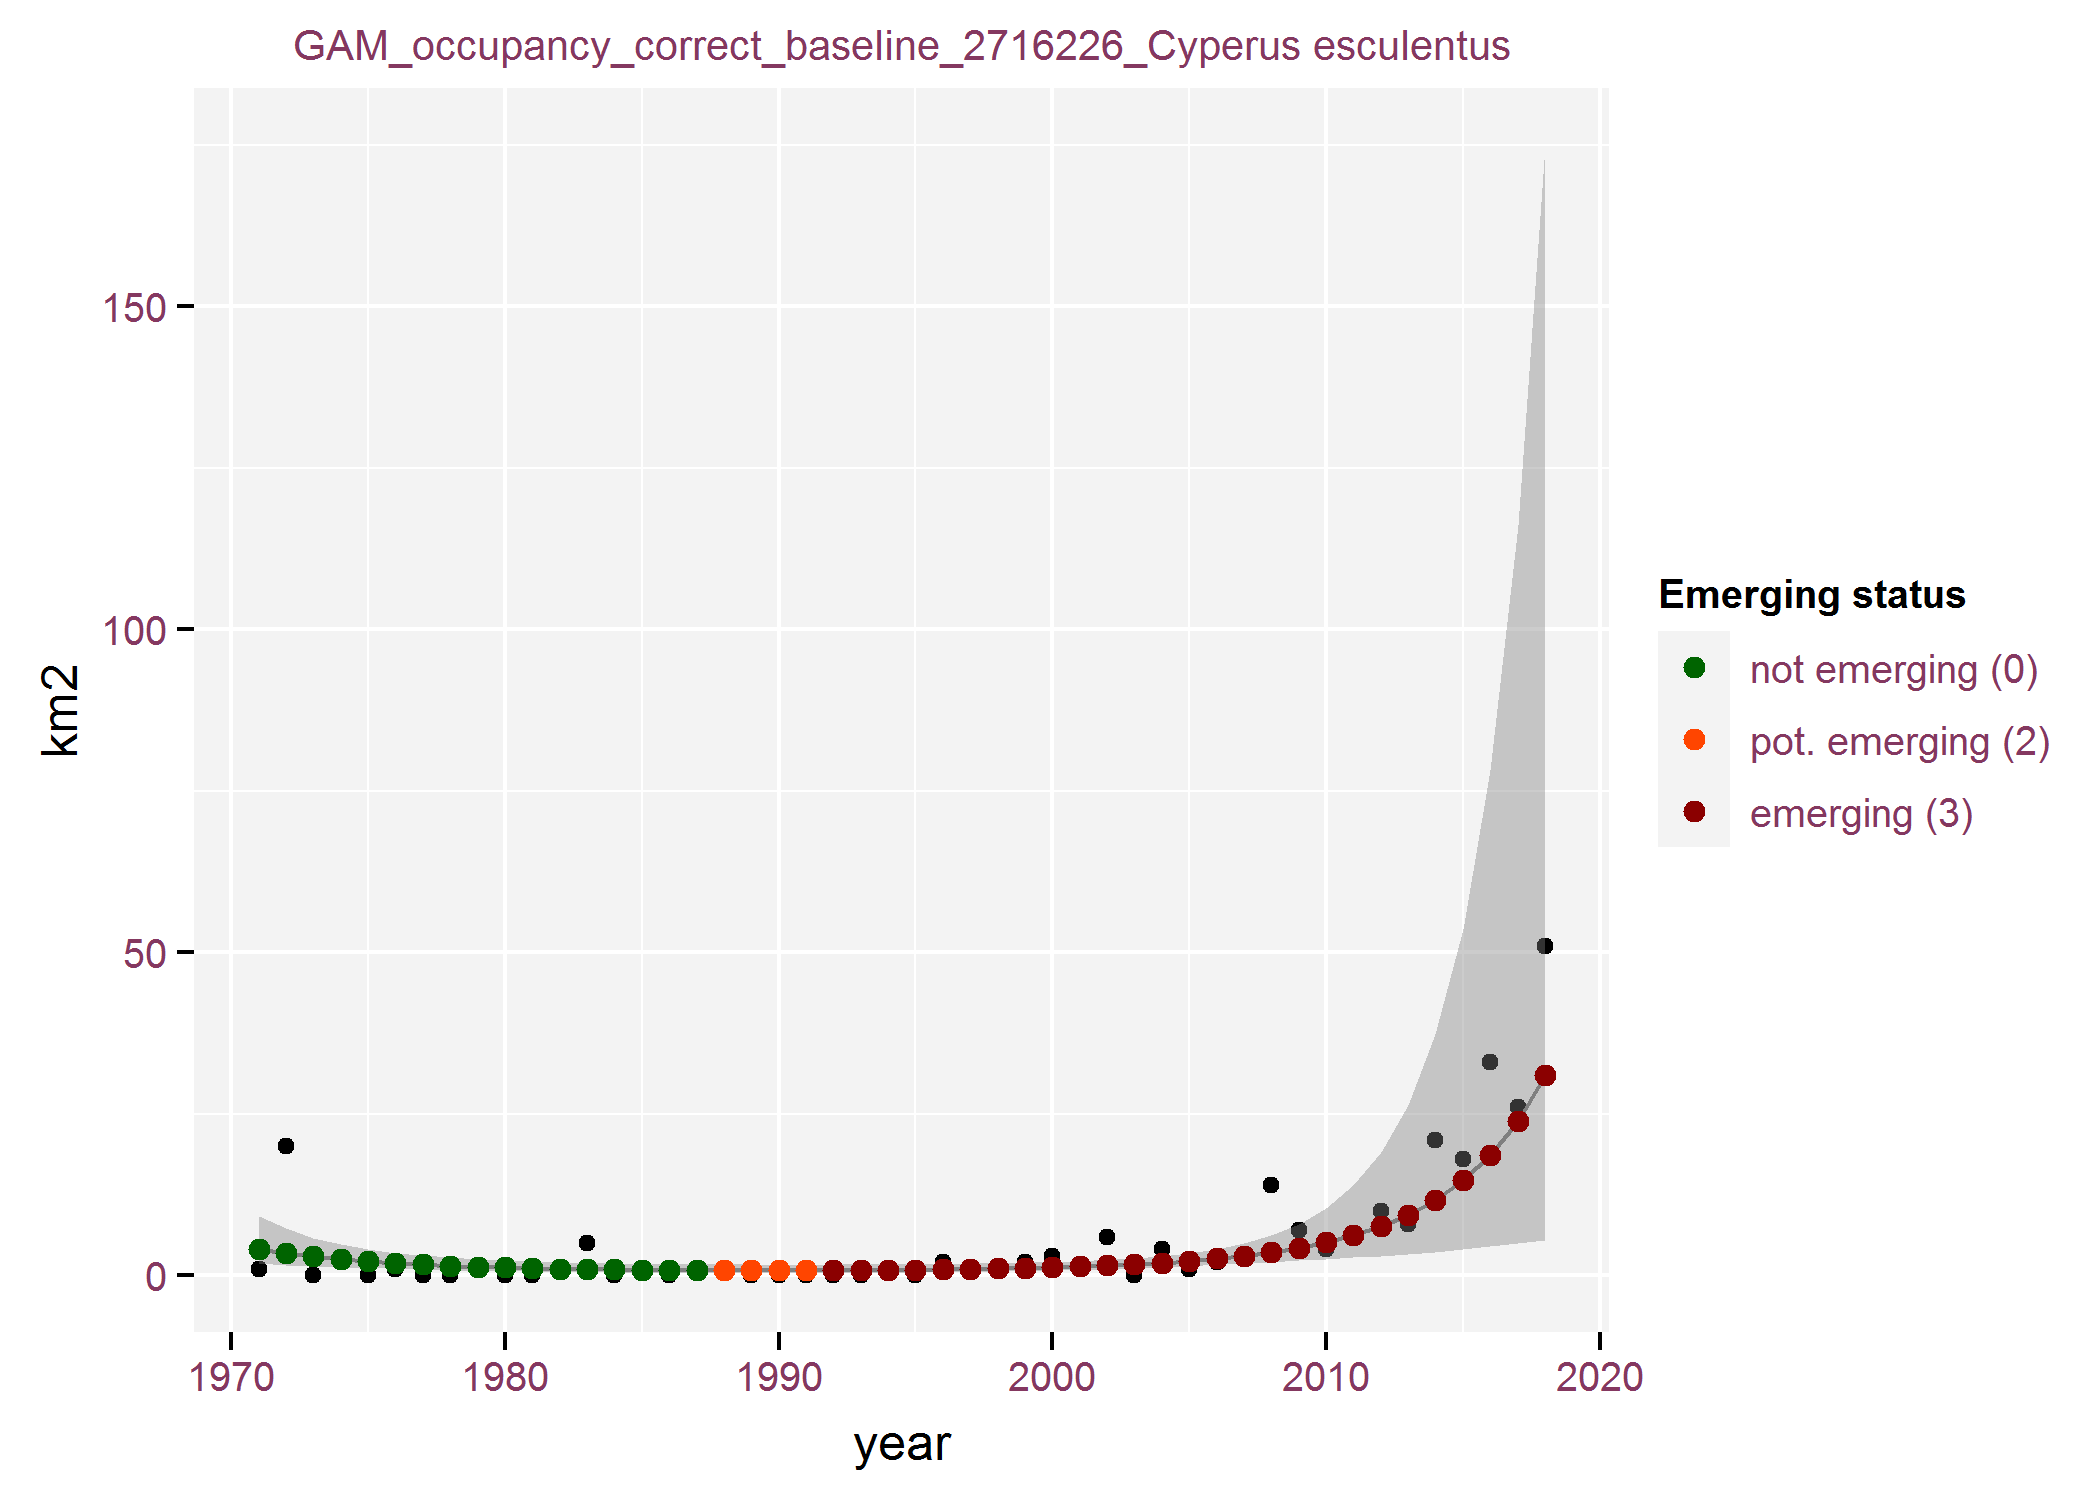 GAM_occupancy_correct_baseline_2716226_Cyperus esculentus
150
100
50
0
km2
1970 1980 1990 2000 2010 2020
year
Emerging status
not emerging (0)
pot. emerging (2)
emerging (3)